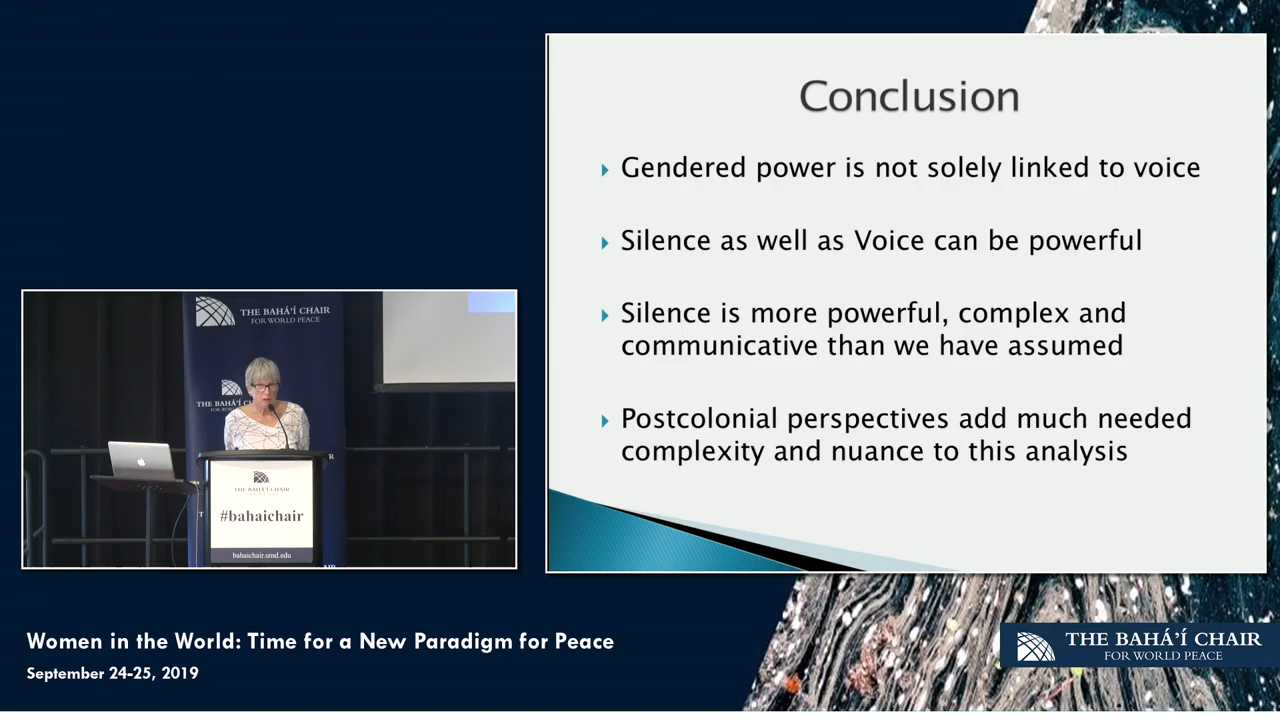 Conclusion
Gendered power is not solely linked to voice
Silence as well as Voice can be powerful
Silence is more powerful, complex and
communicative than we have assumed
Postcolonial perspectives add much needed
complexity and nuance to this analysis
THE BAHÁ'Í CHAIR
FOR WORLD PEACE
THE BAHÁ'Í CHAIR
#bahaichair
bahaichair.umd.edu
Women in the World: Time for a New Paradigm for Peace
September 24-25, 2019
THE BAHÁ'Í CHAIR
FOR WORLD PEACE